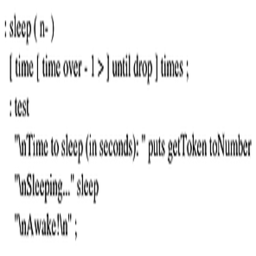 : sleep ( n- )
[ time [ time over - 1 > ] until drop ] times ;
: test
"\nTime to sleep (in seconds): " puts getToken toNumber
"\nSleeping..." sleep
"\nAwake!\n" ;